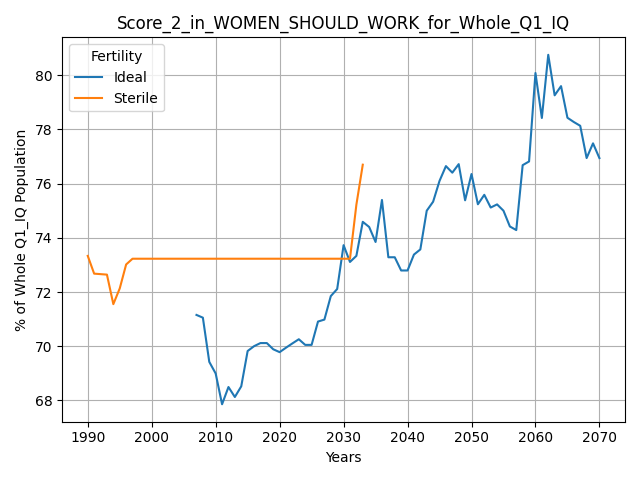 Score_2_in_WOMEN_SHOULD_WORK_for_Whole_Q1_IQ
Fertility
Ideal
Sterile
% of Whole Q1_IQ Population
80
78
76
74
72
70
68
1990 2000 2010 2020 2030 2040 2050 2060 2070
Years